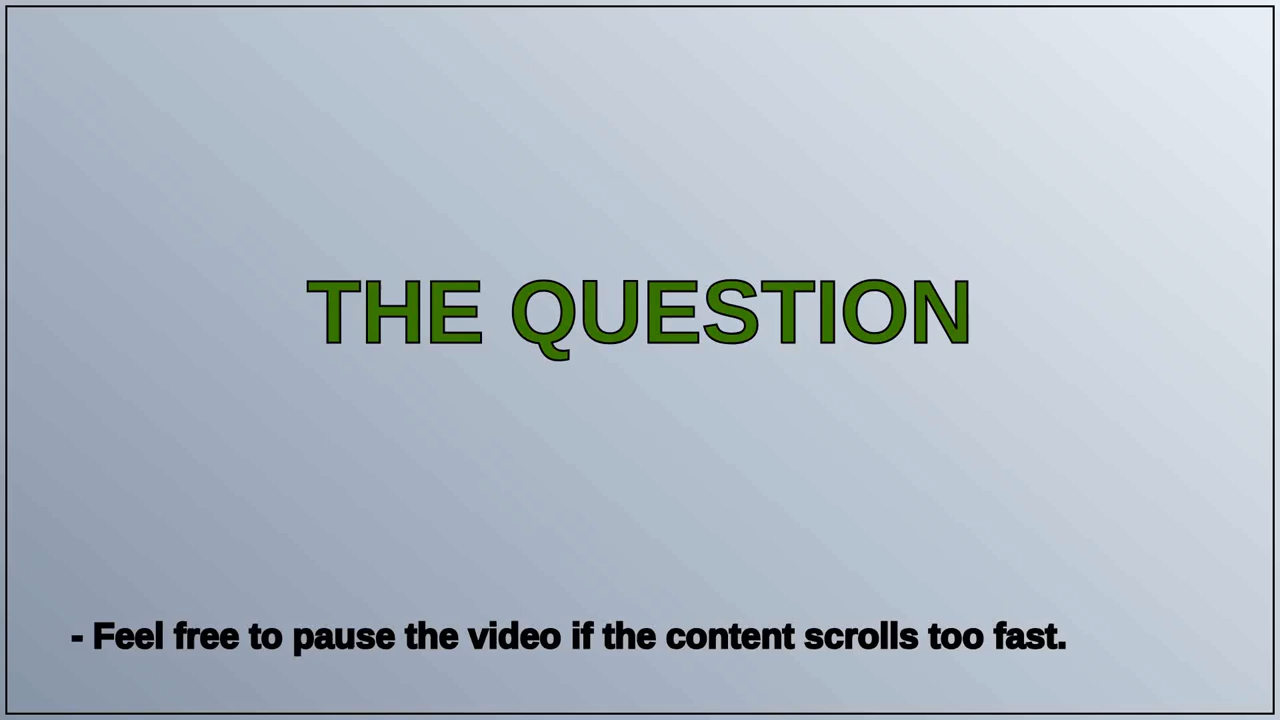 THE QUESTION
- Feel free to pause the video if the content scrolls too fast.